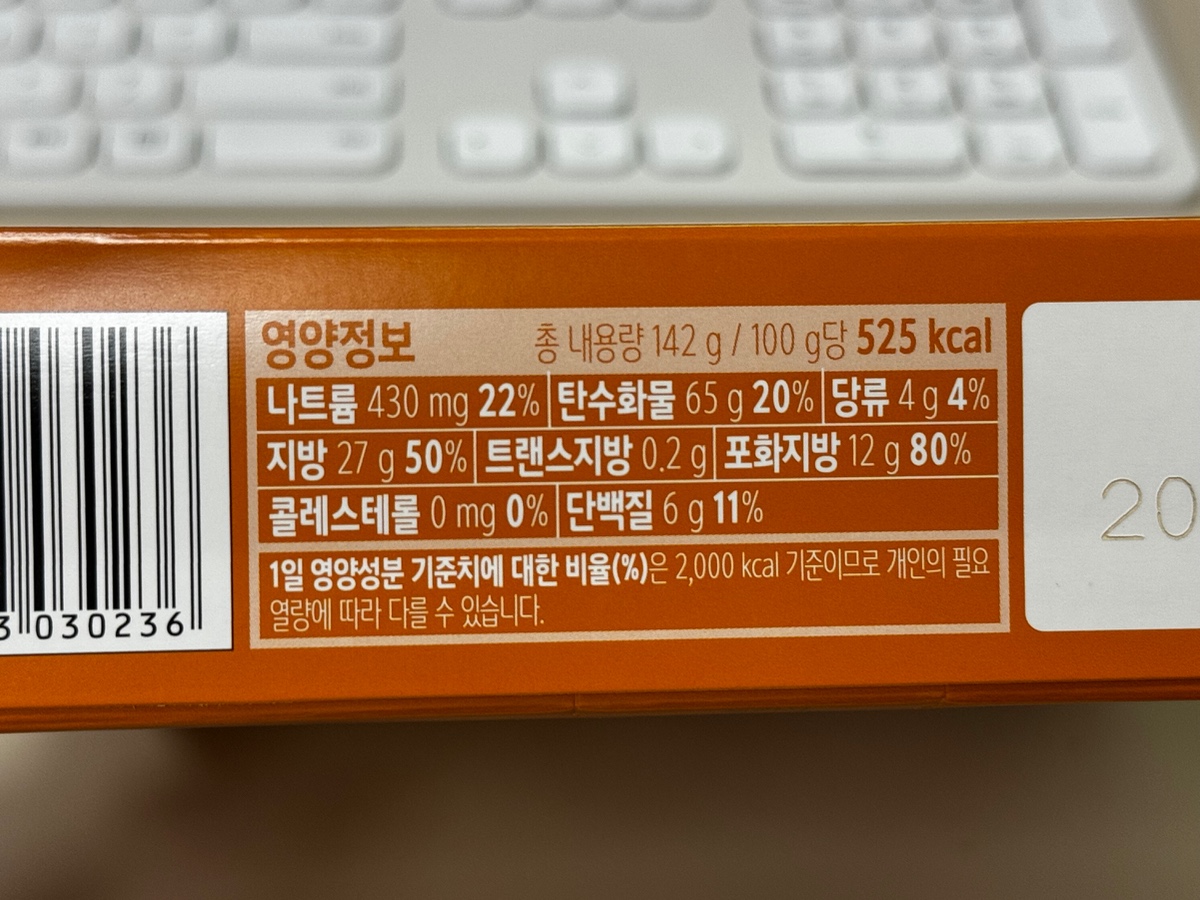 영양정보 총 내용량 142 g / 100 g당 525 kcal
나트륨 430 mg 22% 탄수화물 65 g 20% 당류 4 g 4%
지방 27 g 50% 트랜스지방 0.2 g 포화지방 12 g 80%
콜레스테롤 0 mg 0% 단백질 6 g 11%
1일 영양성분 기준치에 대한 비율(%)은 2,000 kcal 기준이므로 개인의 필요
열량에 따라 다를 수 있습니다.
3 030236
20